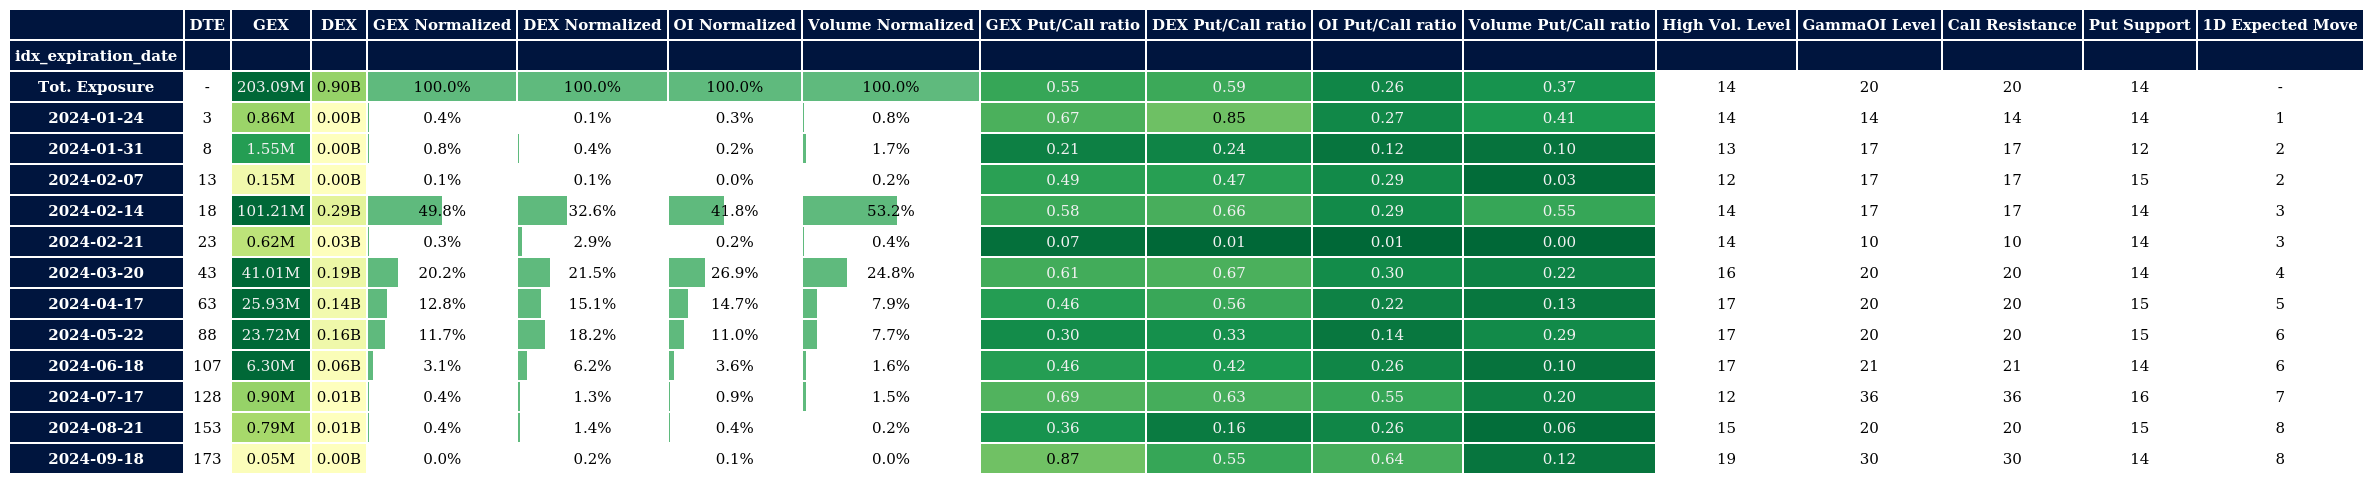 DTE GEX DEX GEX Normalized DEX Normalized OI Normalized Volume Normalized GEX Put/Call ratio DEX Put/Call ratio OI Put/Call ratio Volume Put/Call ratio High Vol. Level GammaOI Level Call Resistance Put Support 1D Expected Move
idx_expiration_date
Tot. Exposure - 203.09M 0.90B 100.0% 100.0% 100.0% 100.0% 0.55 0.59 0.26 0.37 14 20 20 14 -
2024-01-24 3 0.86M 0.00B 0.4% 0.1% 0.3% 0.8% 0.67 0.85 0.27 0.41 14 14 14 14 1
2024-01-31 8 1.55M 0.00B 0.8% 0.4% 0.2% 1.7% 0.21 0.24 0.12 0.10 13 17 17 12 2
2024-02-07 13 0.15M 0.00B 0.1% 0.1% 0.0% 0.2% 0.49 0.47 0.29 0.03 12 17 17 15 2
2024-02-14 18 101.21M 0.29B 49.8% 32.6% 41.8% 53.2% 0.58 0.66 0.29 0.55 14 17 17 14 3
2024-02-21 23 0.62M 0.03B 0.3% 2.9% 0.2% 0.4% 0.07 0.01 0.01 0.00 14 10 10 14 3
2024-03-20 43 41.01M 0.19B 20.2% 21.5% 26.9% 24.8% 0.61 0.67 0.30 0.22 16 20 20 14 4
2024-04-17 63 25.93M 0.14B 12.8% 15.1% 14.7% 7.9% 0.46 0.56 0.22 0.13 17 20 20 15 5
2024-05-22 88 23.72M 0.16B 11.7% 18.2% 11.0% 7.7% 0.30 0.33 0.14 0.29 17 20 20 15 6
2024-06-18 107 6.30M 0.06B 3.1% 6.2% 3.6% 1.6% 0.46 0.42 0.26 0.10 17 21 21 14 6
2024-07-17 128 0.90M 0.01B 0.4% 1.3% 0.9% 1.5% 0.69 0.63 0.55 0.20 12 36 36 16 7
2024-08-21 153 0.79M 0.01B 0.4% 1.4% 0.4% 0.2% 0.36 0.16 0.26 0.06 15 20 20 15 8
2024-09-18 173 0.05M 0.00B 0.0% 0.2% 0.1% 0.0% 0.87 0.55 0.64 0.12 19 30 30 14 8